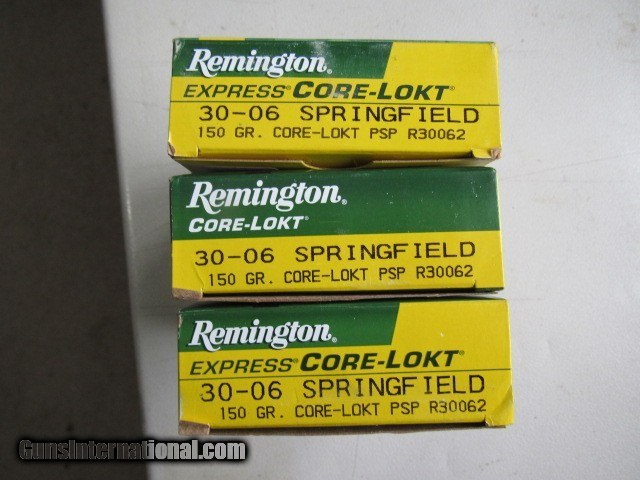 Remington®
EXPRESS® CORE-LOKT®
30-06 SPRINGFIELD
150 GR. CORE-LOKT PSP R30062
Remington®
CORE-LOKT®
30-06 SPRINGFIELD
150 GR. CORE-LOKT PSP R30062
Remington®
EXPRESS® CORE-LOKT®
30-06 SPRINGFIELD
150 GR. CORE-LOKT PSP R30062
GunsInternational.com